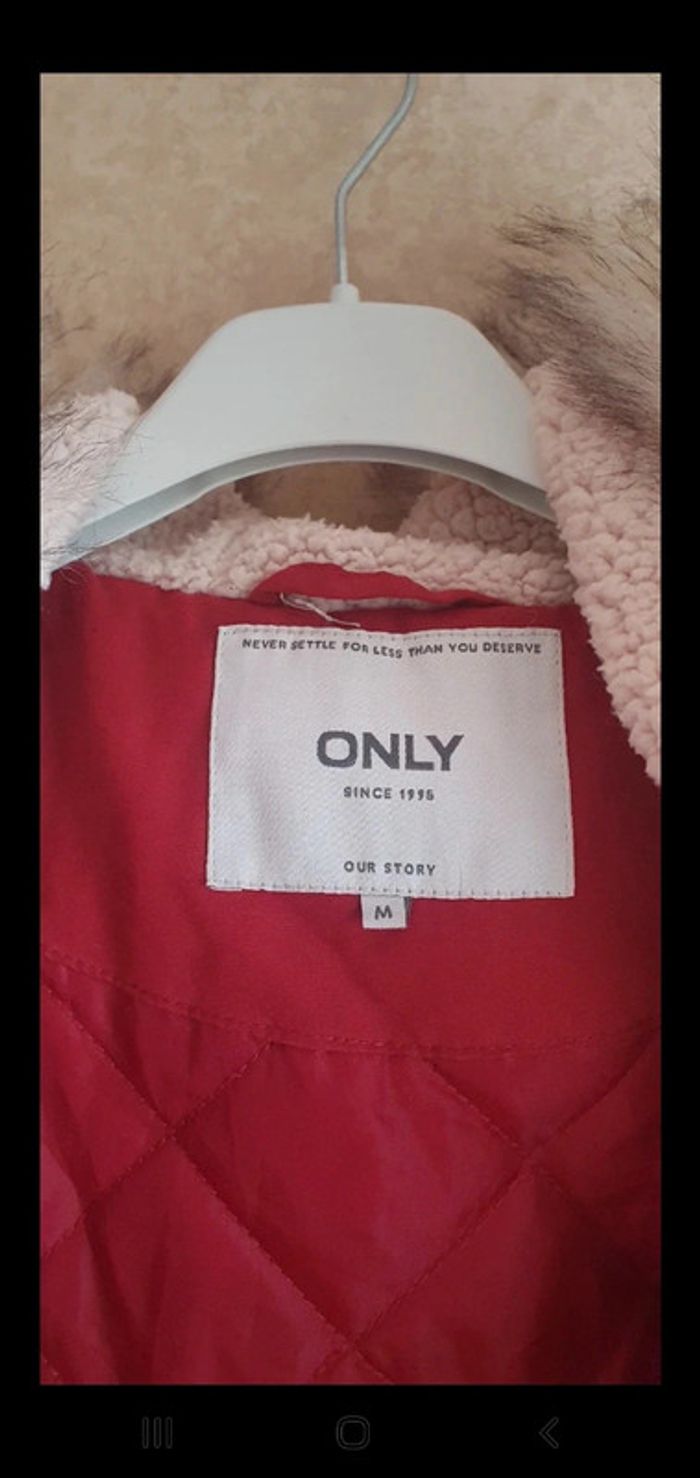 NEVER SETTLE FOR LESS THAN YOU DESERVE
ONLY
SINCE 1995
OUR STORY
M